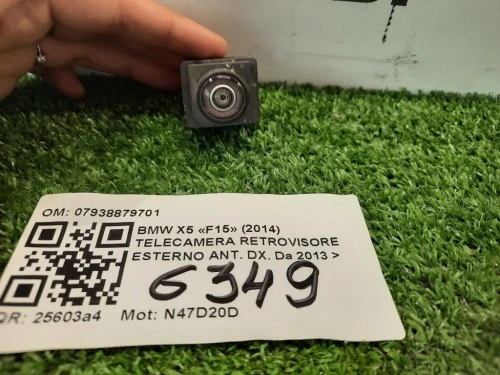 OM: 07938879701
BMW X5 «F15» (2014)
TELECAMERA RETROVISORE
ESTERNO ANT. DX. Da 2013 >
6349
QR: 25603a4 Mot: N47D20D